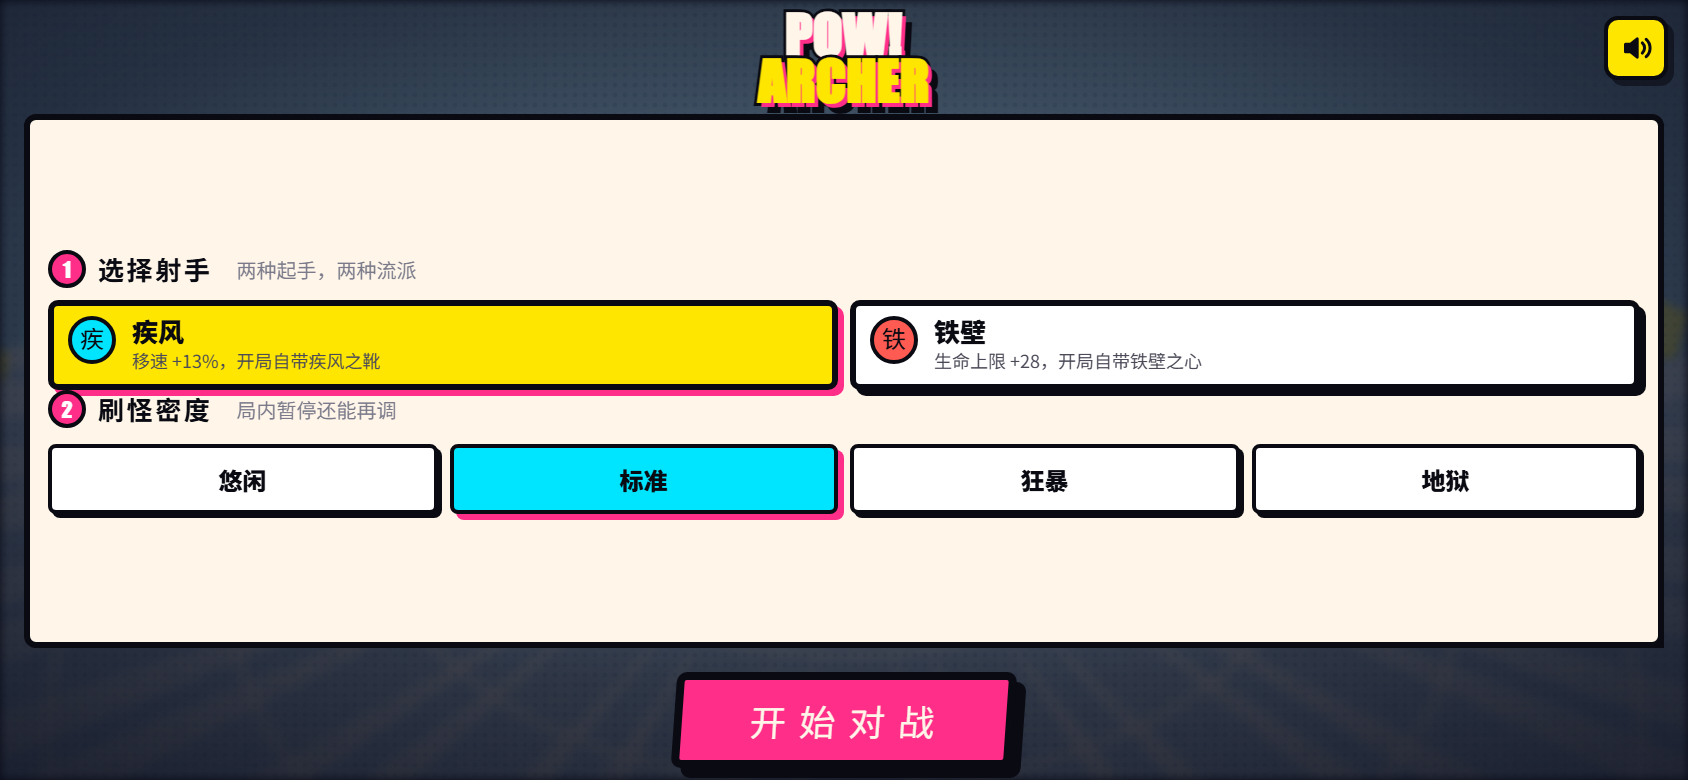 POW!
ARCHER
1 选择射手 两种起手，两种流派
疾 疾风
移速 +13%，开局自带疾风之靴
铁 铁壁
生命上限 +28，开局自带铁壁之心
2 刷怪密度 局内暂停还能再调
悠闲
标准
狂暴
地狱
开始对战